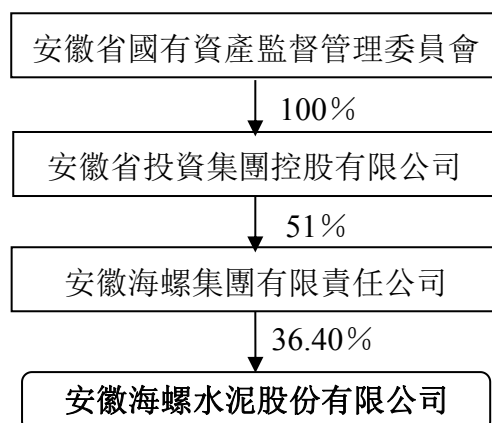 安徽省國有資產監督管理委員會
100%
安徽省投資集團控股有限公司
51%
安徽海螺集團有限責任公司
36.40%
安徽海螺水泥股份有限公司